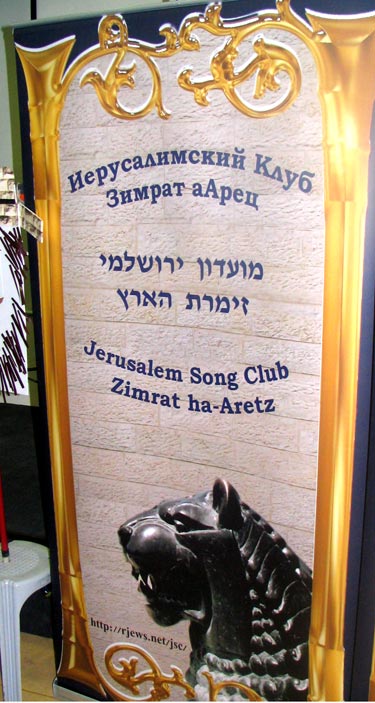 Иерусалимский Клуб
Зимрат аАрец
מועדון ירושלמי
זימרת הארץ
Jerusalem Song Club
Zimrat ha-Aretz
http://rjews.net/jsc/